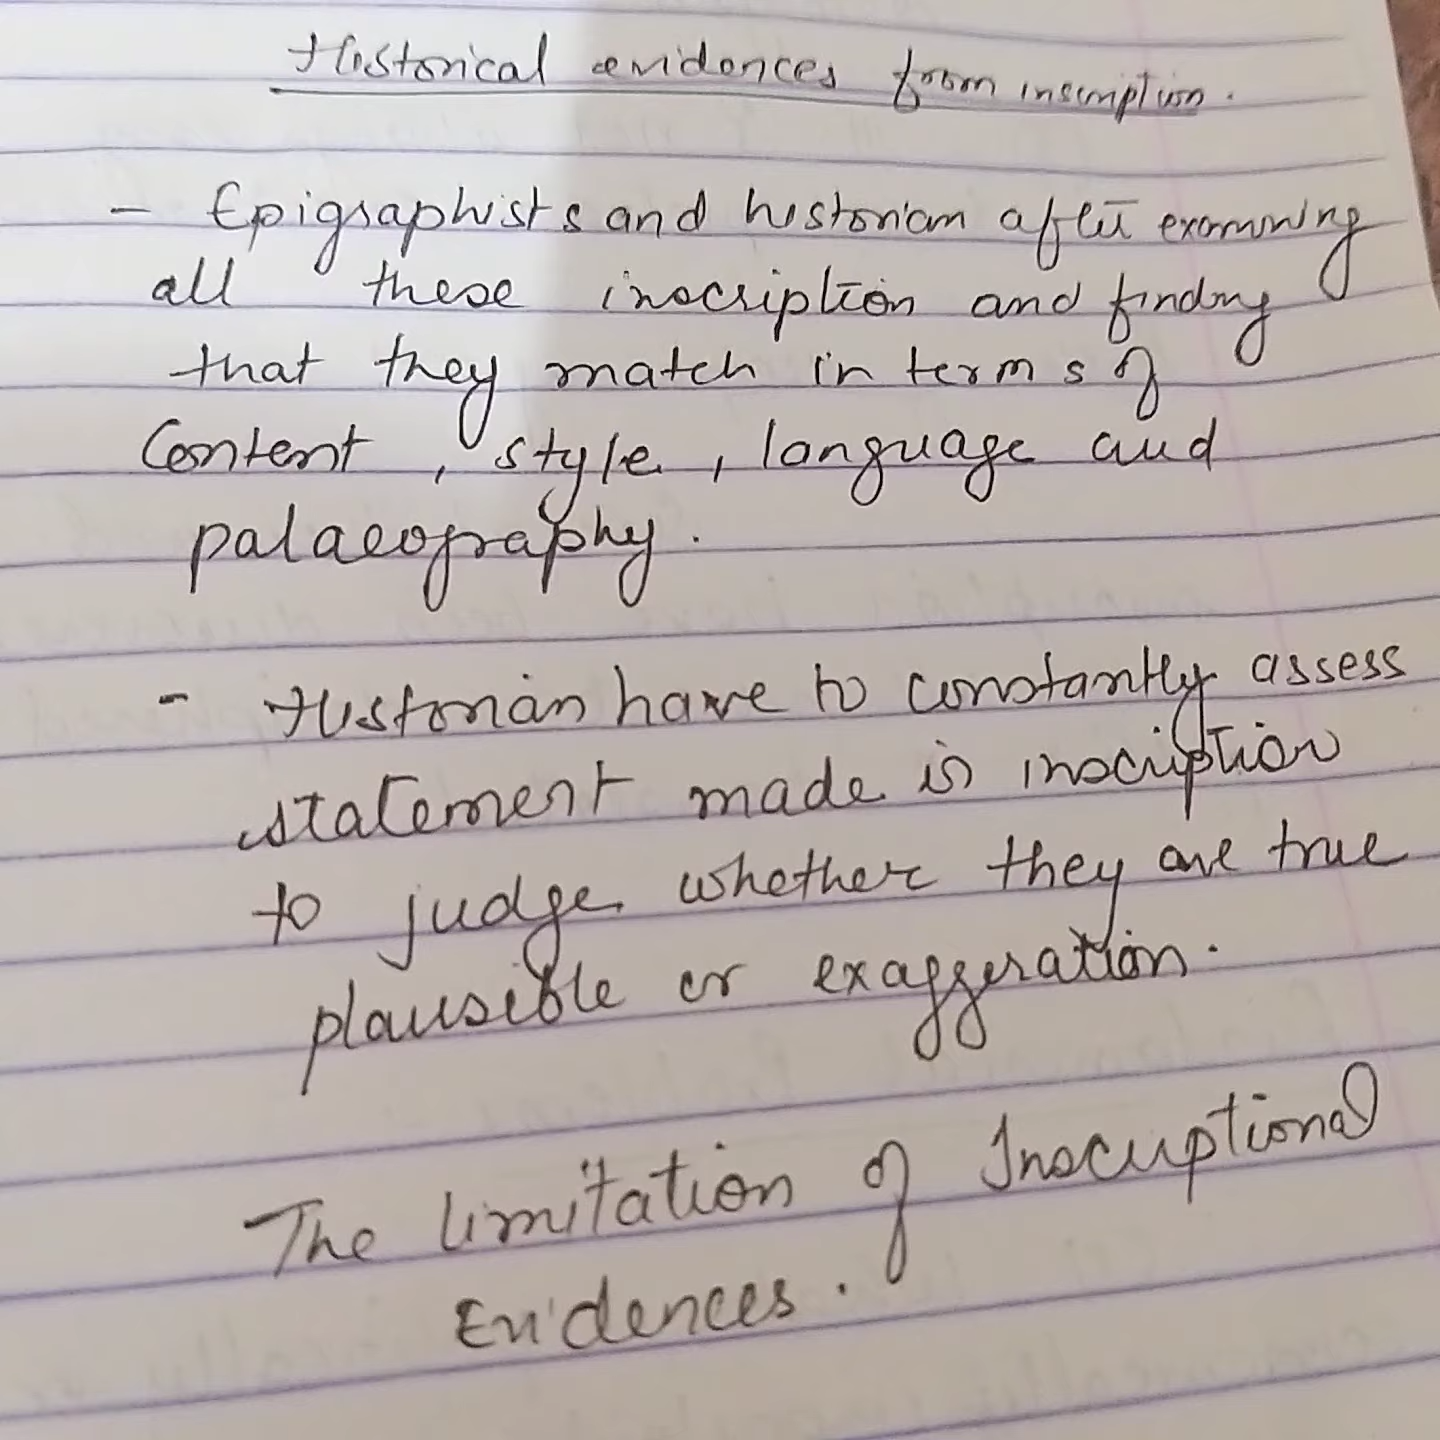 Historical evidences from inscription.
- Epigraphists and historian after examining
all these inscription and finding
that they match in terms of
Content, style, language and
palaeography.
- Historian have to constantly assess
statement made in inscription
to judge whether they are true
plausible or exaggeration.
The limitation of Inscriptional
Evidences.